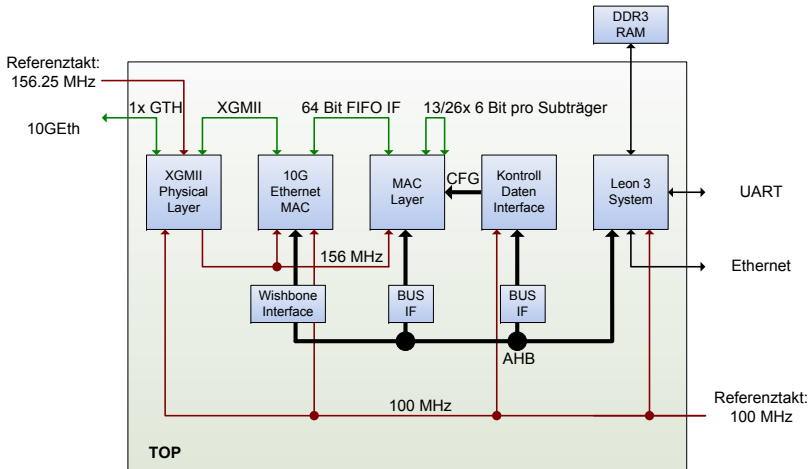 DDR3
RAM
Referenztakt:
156.25 MHz
1x GTH
XGMII
64 Bit FIFO IF
13/26x 6 Bit pro Subträger
10GEth
XGMII
Physical
Layer
10G
Ethernet
MAC
MAC
Layer
CFG
Kontroll
Daten
Interface
Leon 3
System
UART
156 MHz
Ethernet
Wishbone
Interface
BUS
IF
BUS
IF
AHB
100 MHz
Referenztakt:
100 MHz
TOP